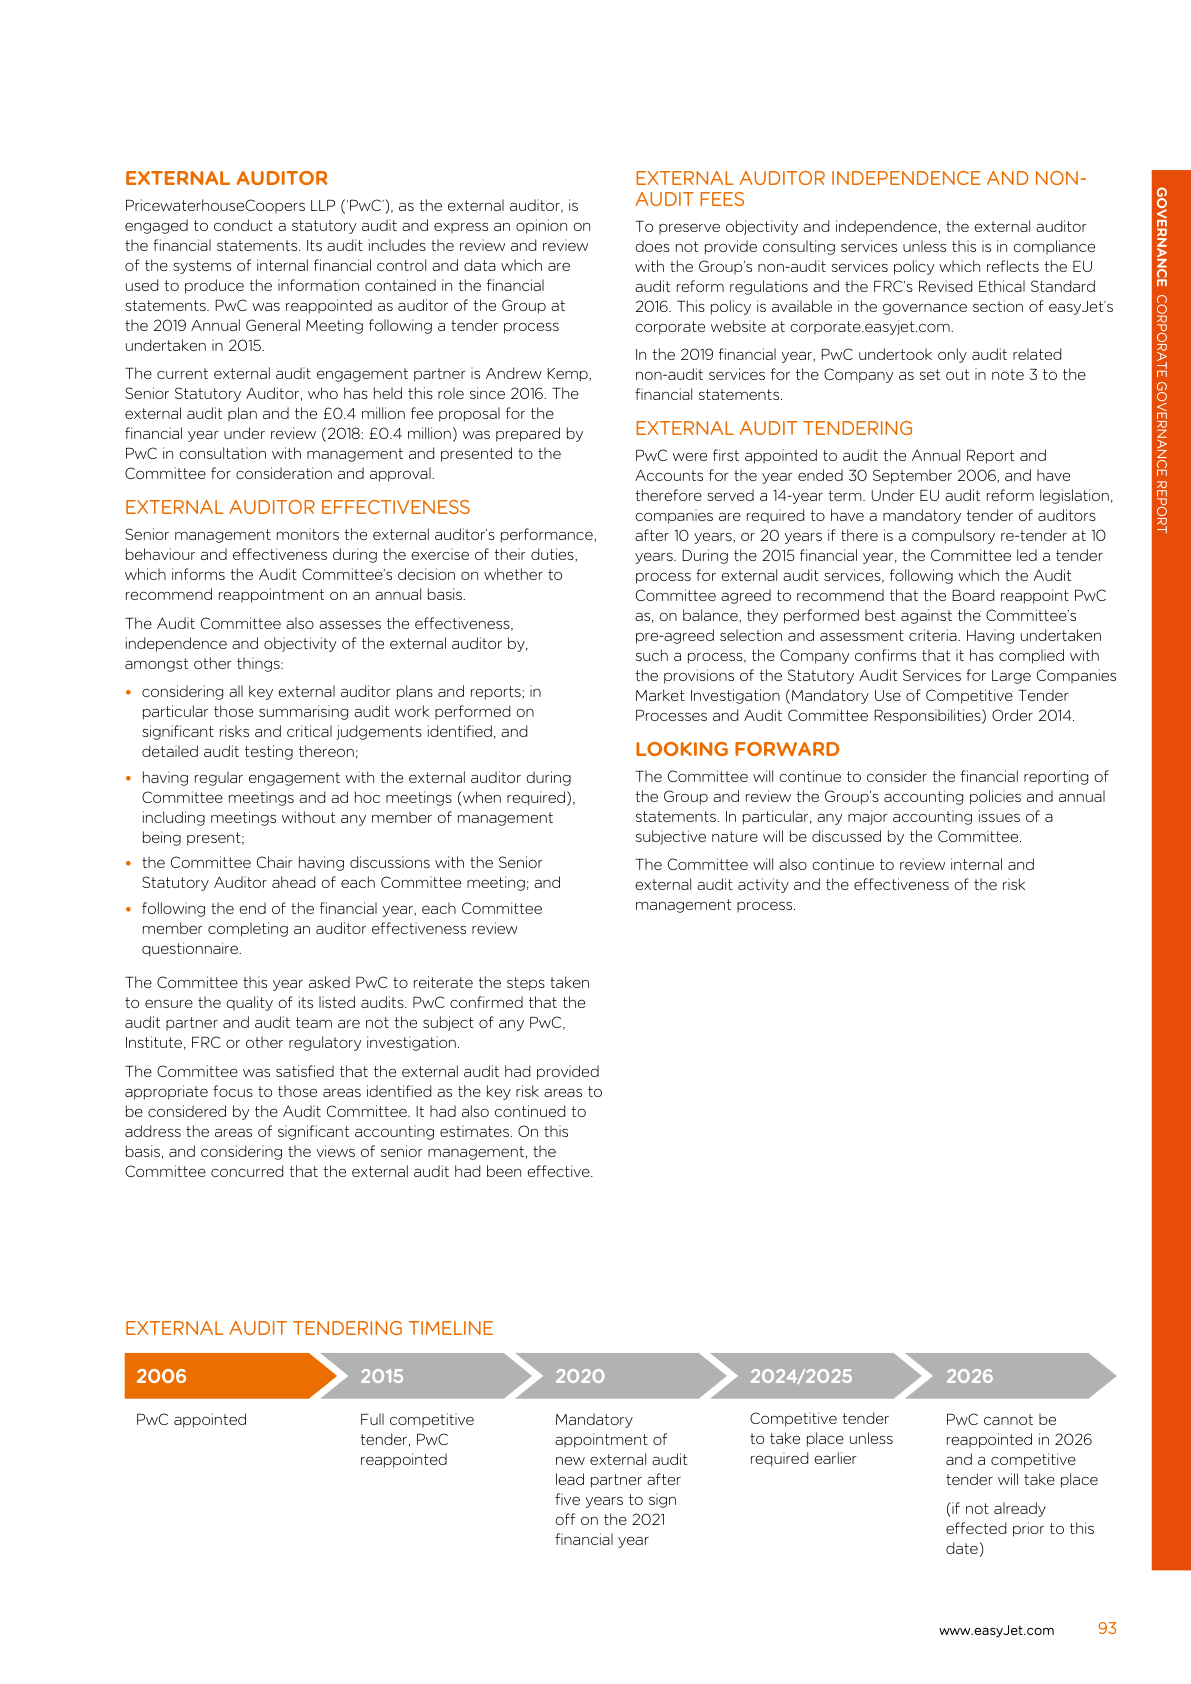 EXTERNAL AUDITOR
PricewaterhouseCoopers LLP (‘PwC’), as the external auditor, is
engaged to conduct a statutory audit and express an opinion on
the financial statements. Its audit includes the review and review
of the systems of internal financial control and data which are
used to produce the information contained in the financial
statements. PwC was reappointed as auditor of the Group at
the 2019 Annual General Meeting following a tender process
undertaken in 2015.
The current external audit engagement partner is Andrew Kemp,
Senior Statutory Auditor, who has held this role since 2016. The
external audit plan and the £0.4 million fee proposal for the
financial year under review (2018: £0.4 million) was prepared by
PwC in consultation with management and presented to the
Committee for consideration and approval.
EXTERNAL AUDITOR EFFECTIVENESS
Senior management monitors the external auditor’s performance,
behaviour and effectiveness during the exercise of their duties,
which informs the Audit Committee’s decision on whether to
recommend reappointment on an annual basis.
The Audit Committee also assesses the effectiveness,
independence and objectivity of the external auditor by,
amongst other things:
• considering all key external auditor plans and reports; in
particular those summarising audit work performed on
significant risks and critical judgements identified, and
detailed audit testing thereon;
• having regular engagement with the external auditor during
Committee meetings and ad hoc meetings (when required),
including meetings without any member of management
being present;
• the Committee Chair having discussions with the Senior
Statutory Auditor ahead of each Committee meeting; and
• following the end of the financial year, each Committee
member completing an auditor effectiveness review
questionnaire.
The Committee this year asked PwC to reiterate the steps taken
to ensure the quality of its listed audits. PwC confirmed that the
audit partner and audit team are not the subject of any PwC,
Institute, FRC or other regulatory investigation.
The Committee was satisfied that the external audit had provided
appropriate focus to those areas identified as the key risk areas to
be considered by the Audit Committee. It had also continued to
address the areas of significant accounting estimates. On this
basis, and considering the views of senior management, the
Committee concurred that the external audit had been effective.
EXTERNAL AUDITOR INDEPENDENCE AND NON-
AUDIT FEES
To preserve objectivity and independence, the external auditor
does not provide consulting services unless this is in compliance
with the Group’s non-audit services policy which reflects the EU
audit reform regulations and the FRC’s Revised Ethical Standard
2016. This policy is available in the governance section of easyJet’s
corporate website at corporate.easyjet.com.
In the 2019 financial year, PwC undertook only audit related
non-audit services for the Company as set out in note 3 to the
financial statements.
EXTERNAL AUDIT TENDERING
PwC were first appointed to audit the Annual Report and
Accounts for the year ended 30 September 2006, and have
therefore served a 14-year term. Under EU audit reform legislation,
companies are required to have a mandatory tender of auditors
after 10 years, or 20 years if there is a compulsory re-tender at 10
years. During the 2015 financial year, the Committee led a tender
process for external audit services, following which the Audit
Committee agreed to recommend that the Board reappoint PwC
as, on balance, they performed best against the Committee’s
pre-agreed selection and assessment criteria. Having undertaken
such a process, the Company confirms that it has complied with
the provisions of the Statutory Audit Services for Large Companies
Market Investigation (Mandatory Use of Competitive Tender
Processes and Audit Committee Responsibilities) Order 2014.
LOOKING FORWARD
The Committee will continue to consider the financial reporting of
the Group and review the Group’s accounting policies and annual
statements. In particular, any major accounting issues of a
subjective nature will be discussed by the Committee.
The Committee will also continue to review internal and
external audit activity and the effectiveness of the risk
management process.
GOVERNANCE CORPORATE GOVERNANCE REPORT
EXTERNAL AUDIT TENDERING TIMELINE
2006
PwC appointed
2015
Full competitive
tender, PwC
reappointed
2020
Mandatory
appointment of
new external audit
lead partner after
five years to sign
off on the 2021
financial year
2024/2025
Competitive tender
to take place unless
required earlier
2026
PwC cannot be
reappointed in 2026
and a competitive
tender will take place
(if not already
effected prior to this
date)
www.easyJet.com 93